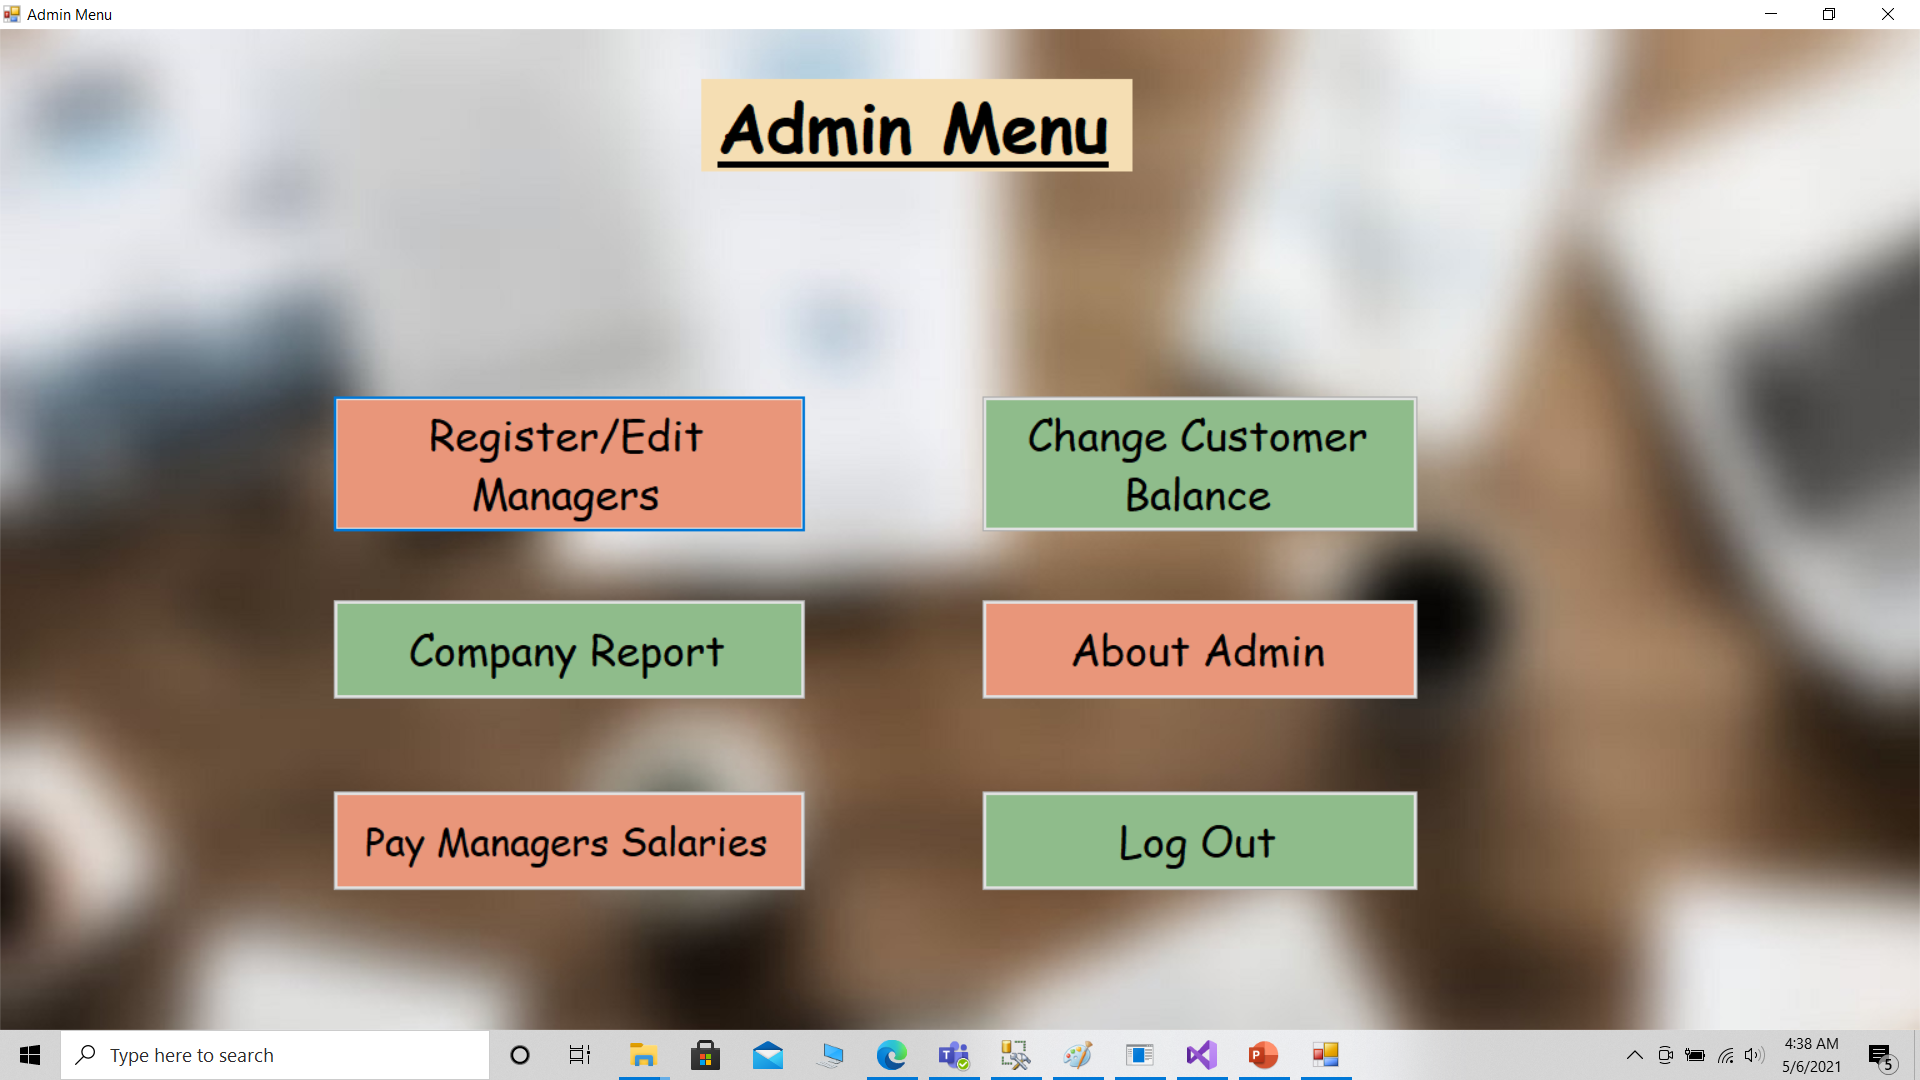 Admin Menu
Admin Menu
Register/Edit
Managers
Change Customer
Balance
Company Report
About Admin
Pay Managers Salaries
Log Out
Type here to search
4:38 AM
5/6/2021
5